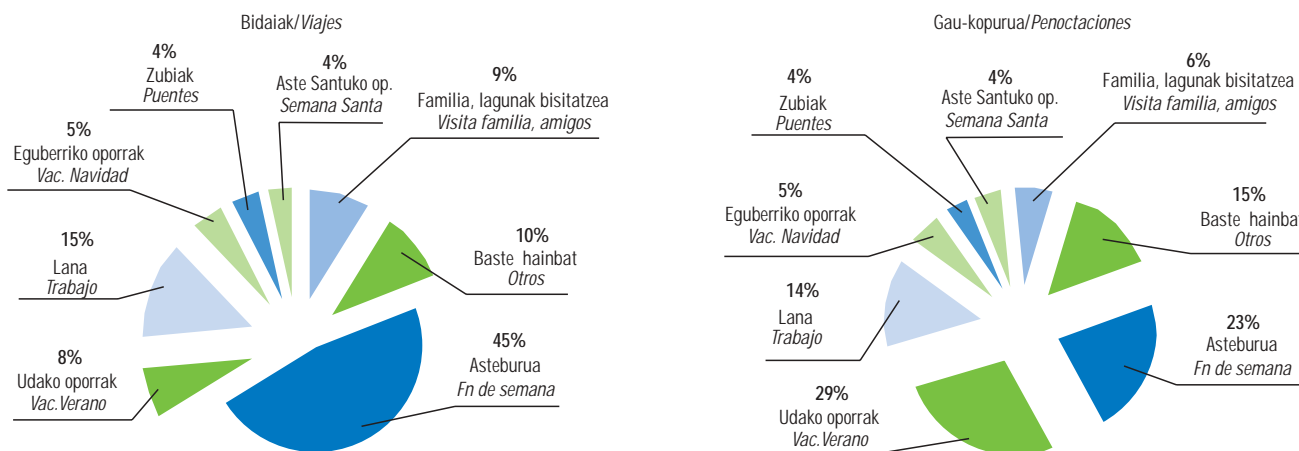 Bidaiak/Viajes
4%
Zubiak
Puentes
4%
Aste Santuko op.
Semana Santa
9%
Familia, lagunak bisitatzea
Visita familia, amigos
5%
Eguberriko oporrak
Vac. Navidad
10%
Baste hainbat
Otros
15%
Lana
Trabajo
45%
Asteburua
Fn de semana
8%
Udako oporrak
Vac.Verano
Gau-kopurua/Penoctaciones
4%
Zubiak
Puentes
4%
Aste Santuko op.
Semana Santa
6%
Familia, lagunak bisitatzea
Visita familia, amigos
5%
Eguberriko oporrak
Vac. Navidad
15%
Baste hainbat
Otros
14%
Lana
Trabajo
23%
Asteburua
Fn de semana
29%
Udako oporrak
Vac.Verano